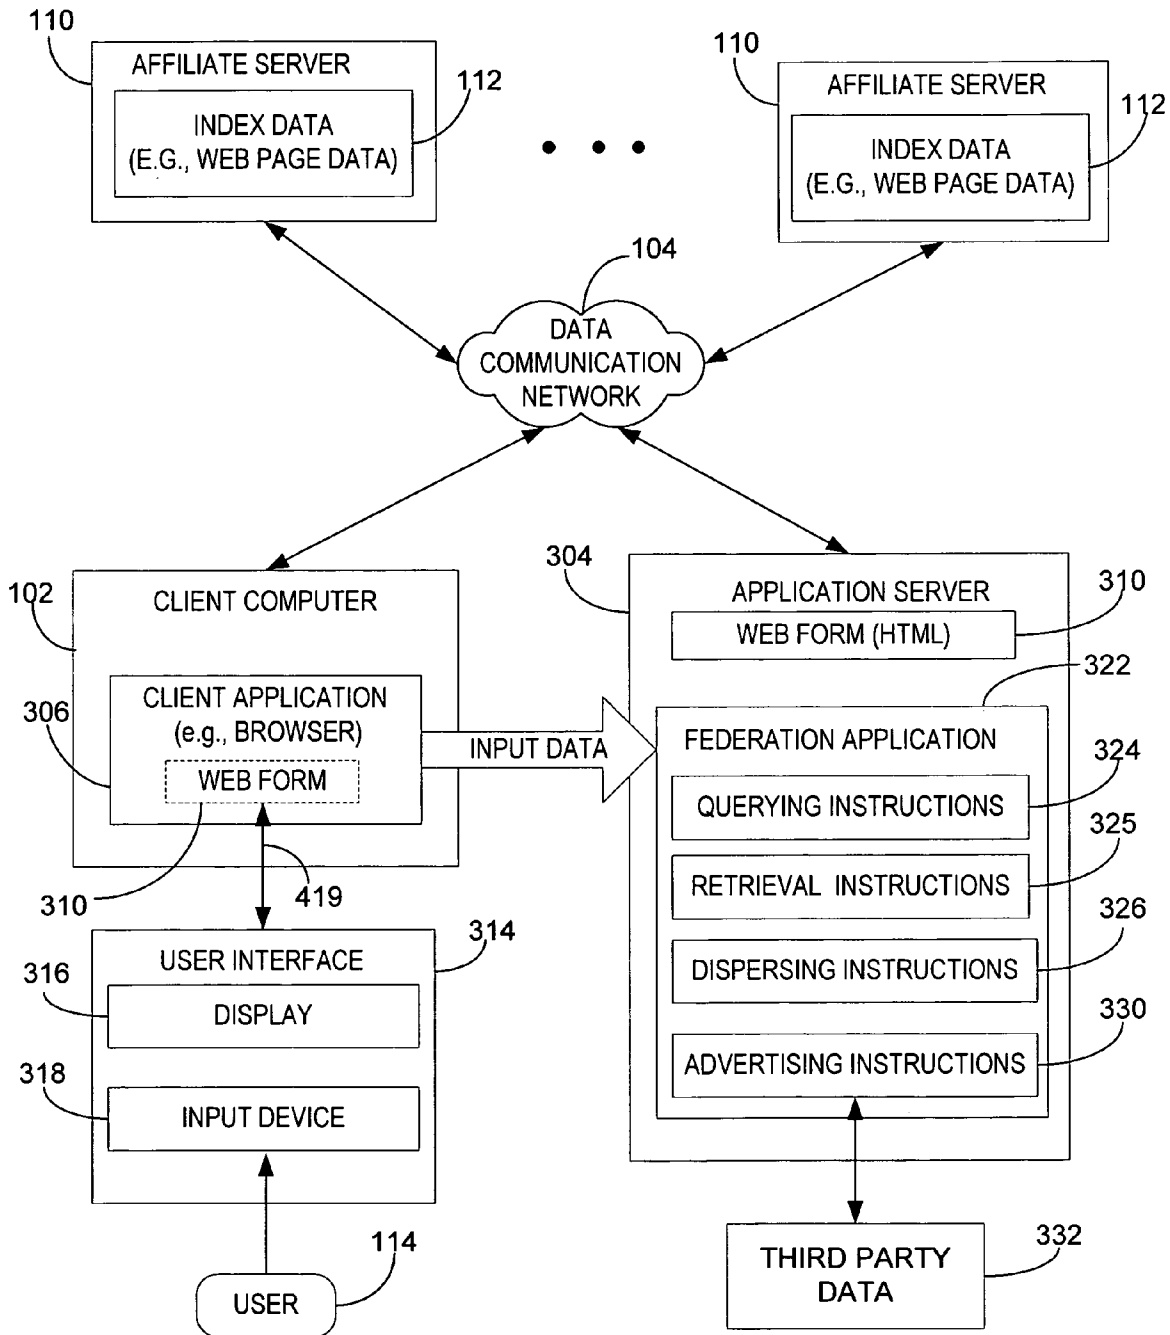 110
AFFILIATE SERVER
112
INDEX DATA
(E.G., WEB PAGE DATA)
110
AFFILIATE SERVER
112
INDEX DATA
(E.G., WEB PAGE DATA)
104
DATA
COMMUNICATION
NETWORK
102
CLIENT COMPUTER
306
CLIENT APPLICATION
(e.g., BROWSER)
WEB FORM
310
419
INPUT DATA
304
APPLICATION SERVER
310
WEB FORM (HTML)
322
FEDERATION APPLICATION
324
QUERYING INSTRUCTIONS
325
RETRIEVAL INSTRUCTIONS
326
DISPERSING INSTRUCTIONS
330
ADVERTISING INSTRUCTIONS
314
USER INTERFACE
316
DISPLAY
318
INPUT DEVICE
114
USER
332
THIRD PARTY
DATA